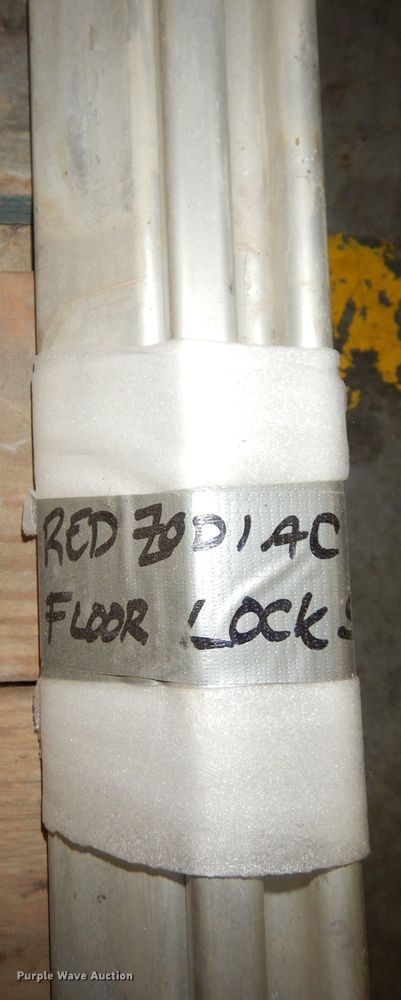 RED ZODIAC
FLOOR LOCKS
Purple Wave Auction